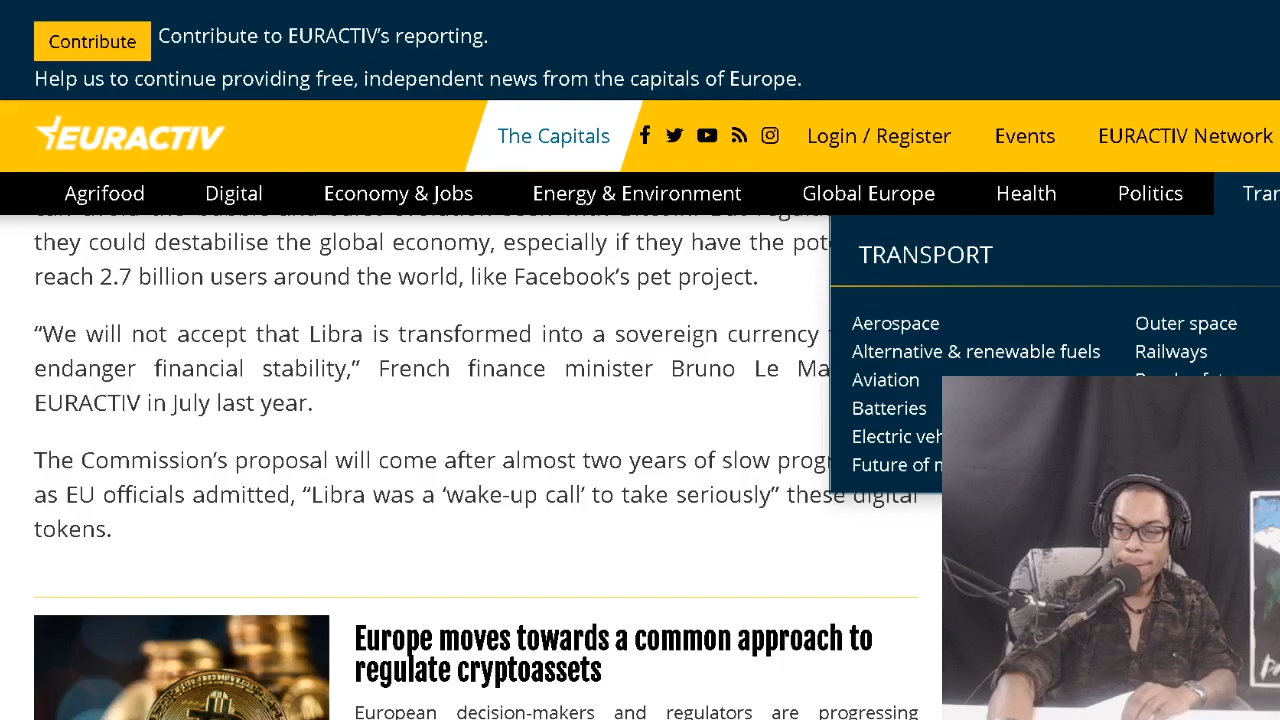 Contribute Contribute to EURACTIV’s reporting.
Help us to continue providing free, independent news from the capitals of Europe.
EURACTIV The Capitals Login / Register Events EURACTIV Network
Agrifood Digital Economy & Jobs Energy & Environment Global Europe Health Politics
they could destabilise the global economy, especially if they have the
reach 2.7 billion users around the world, like Facebook’s pet project.
“We will not accept that Libra is transformed into a sovereign currency
endanger financial stability,” French finance minister Bruno Le
EURACTIV in July last year.
The Commission’s proposal will come after almost two years of slow
as EU officials admitted, “Libra was a ‘wake-up call’ to take seriously” these digital
tokens.
TRANSPORT
Aerospace
Alternative & renewable fuels
Aviation
Batteries
Electric
Future of
Outer space
Railways
Europe moves towards a common approach to
regulate cryptoassets
European decision-makers and regulators are progressing